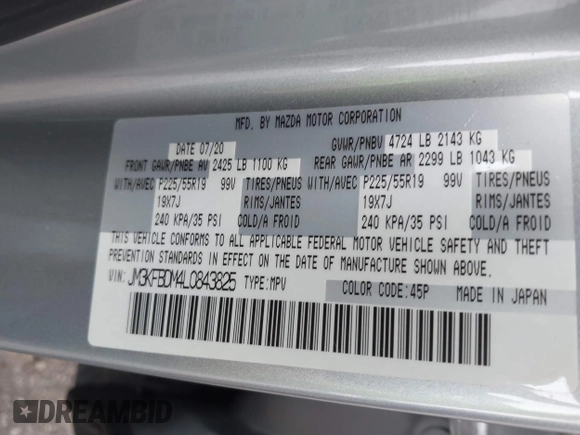 MFD. BY MAZDA MOTOR CORPORATION
DATE 07/20 GVWR/PNBV 4724 LB 2143 KG
FRONT GAWR/PNBE AV 2425 LB 1100 KG REAR GAWR/PNBE AR 2299 LB 1043 KG
WITH/AVEC P225/55R19 99V TIRES/PNEUS WITH/AVEC P225/55R19 99V TIRES/PNEUS
19X7J RIMS/JANTES 19X7J RIMS/JANTES
240 KPA/35 PSI COLD/A FROID 240 KPA/35 PSI COLD/A FROID
THIS VEHICLE CONFORMS TO ALL APPLICABLE FEDERAL MOTOR VEHICLE SAFETY AND THEFT
PREVENTION STANDARDS IN EFFECT ON THE DATE OF MANUFACTURE SHOWN ABOVE.
VIN: JM3KFBDM4L0843825 TYPE:MPV COLOR CODE:45P MADE IN JAPAN
DREAMBID